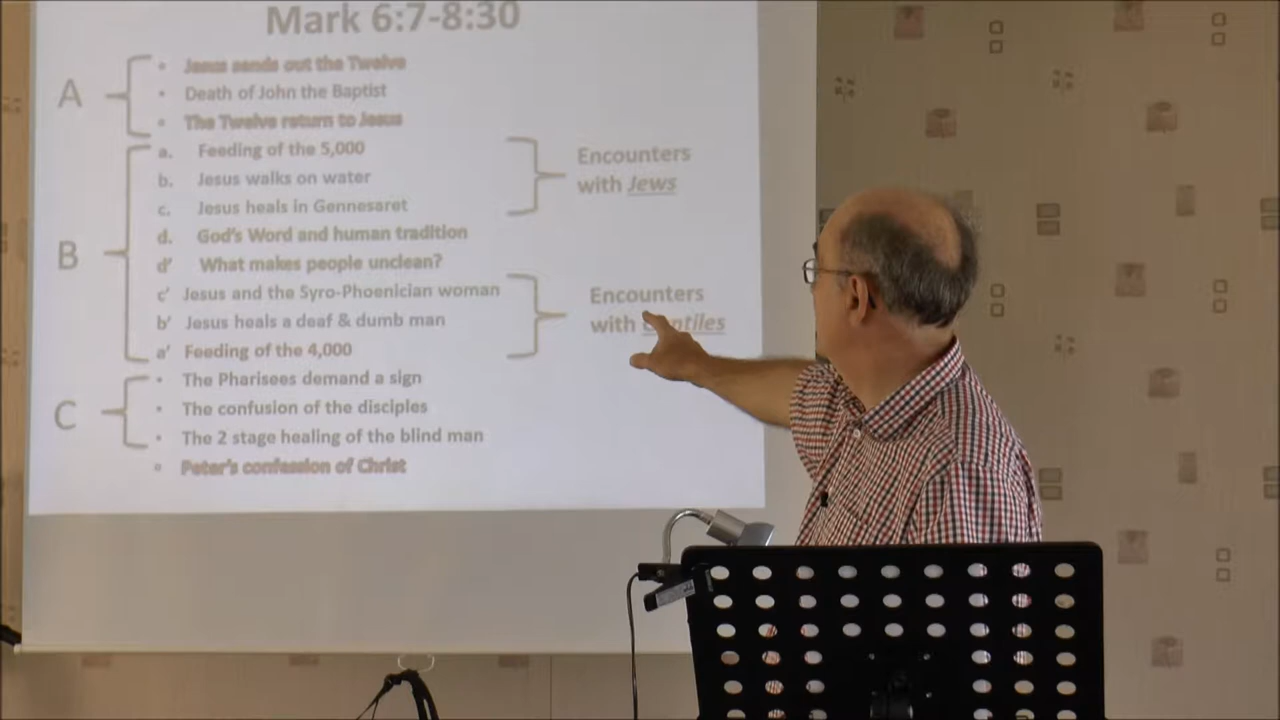 Mark 6:7-8:30
A
• Jesus sends out the Twelve
• Death of John the Baptist
• The Twelve return to Jesus
B
a. Feeding of the 5,000
b. Jesus walks on water
c. Jesus heals in Gennesaret
Encounters
with Jews
d. God's Word and human tradition
d' What makes people unclean?
c' Jesus and the Syro-Phoenician woman
b' Jesus heals a deaf & dumb man
a' Feeding of the 4,000
Encounters
with Gentiles
C
• The Pharisees demand a sign
• The confusion of the disciples
• The 2 stage healing of the blind man
• Peter's confession of Christ